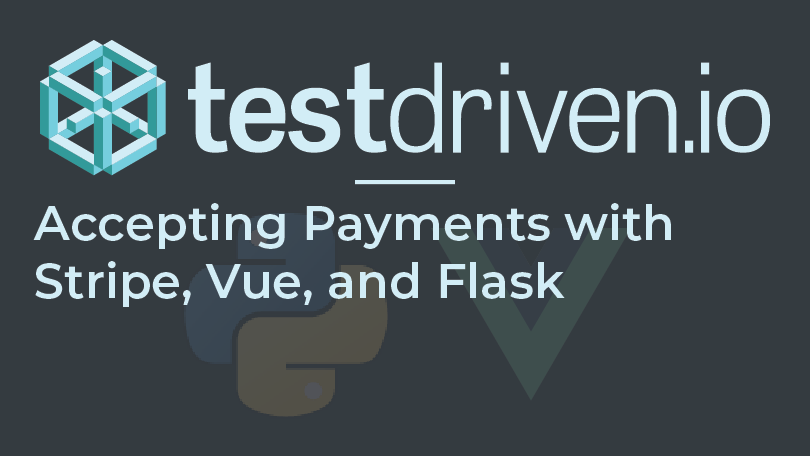 testdriven.io
Accepting Payments with
Stripe, Vue, and Flask